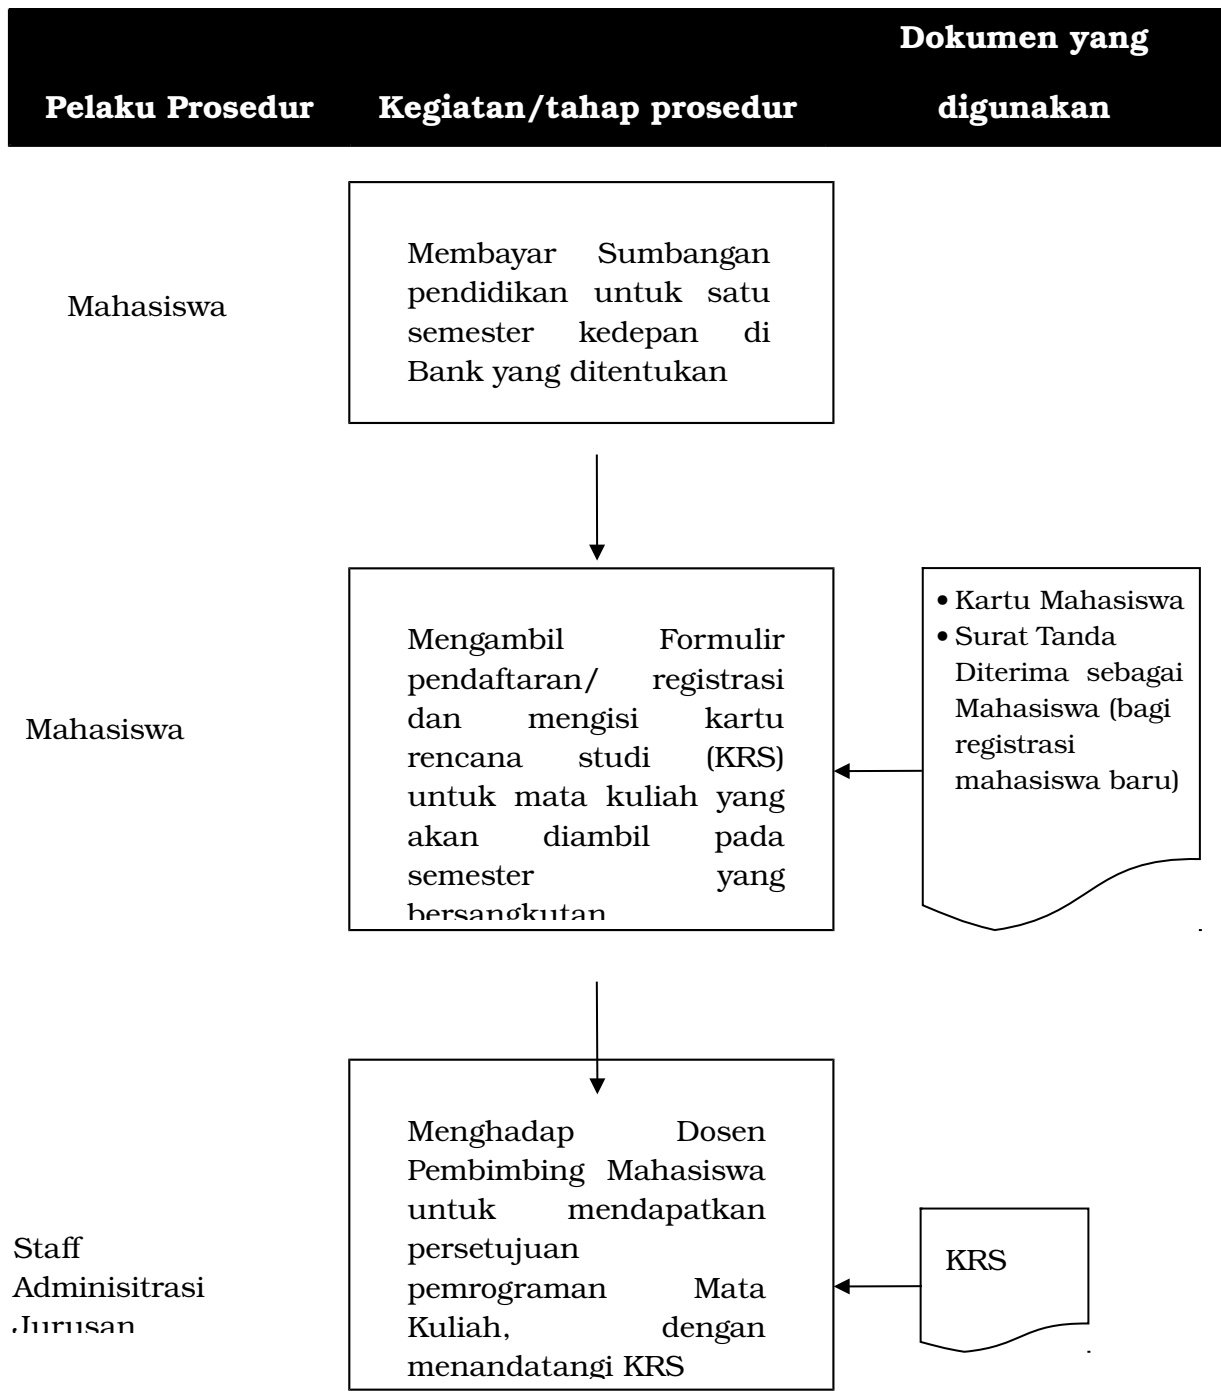 Dokumen yang
Pelaku Prosedur Kegiatan/tahap prosedur digunakan
Mahasiswa
Membayar Sumbangan
pendidikan untuk satu
semester kedepan di
Bank yang ditentukan
Mahasiswa
Mengambil Formulir
pendaftaran/ registrasi
dan mengisi kartu
rencana studi (KRS)
untuk mata kuliah yang
akan diambil pada
semester yang
bersangkutan
• Kartu Mahasiswa
• Surat Tanda
Diterima sebagai
Mahasiswa (bagi
registrasi
mahasiswa baru)
Staff
Adminisitrasi
Jurusan
Menghadap Dosen
Pembimbing Mahasiswa
untuk mendapatkan
persetujuan
pemrograman Mata
Kuliah, dengan
menandatangi KRS
KRS